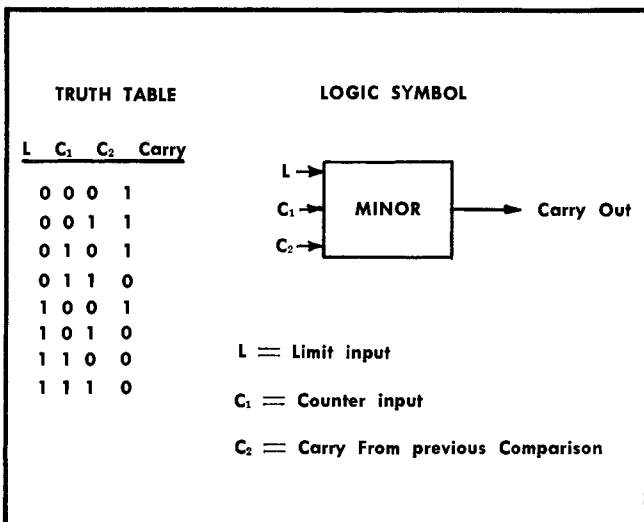 TRUTH TABLE
L C₁ C₂ Carry
0 0 0 1
0 0 1 1
0 1 0 1
0 1 1 0
1 0 0 1
1 0 1 0
1 1 0 0
1 1 1 0
LOGIC SYMBOL
L
C₁
C₂
MINOR
Carry Out
L = Limit input
C₁ = Counter input
C₂ = Carry From previous Comparison